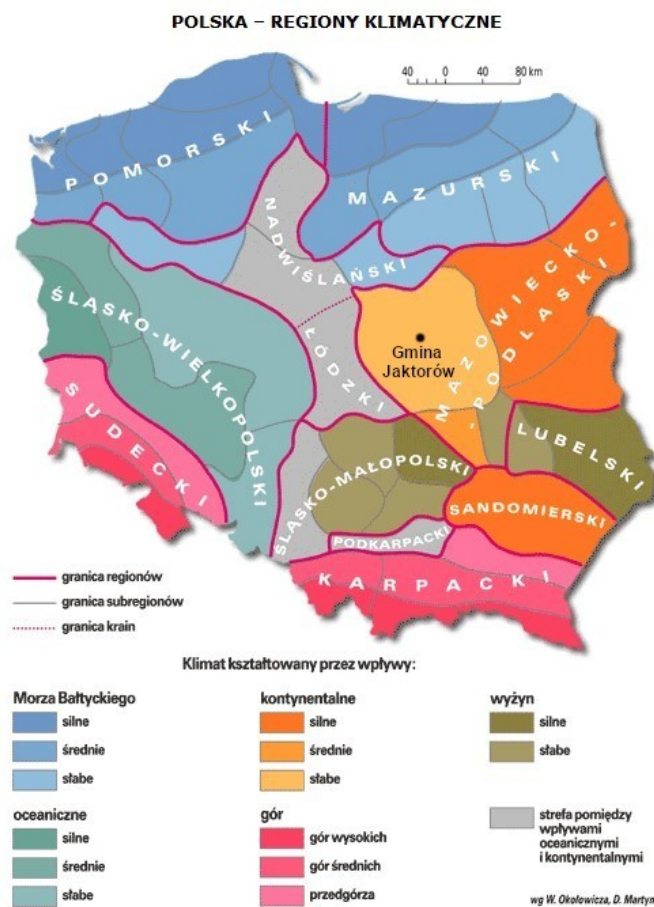 POLSKA – REGIONY KLIMATYCZNE
40 0 40 80 km
POMORSKI
MAZURSKI
NADWIŚLAŃSKI
MAZOWIECKO-
-PODLASKI
ŚLĄSKO-WIELKOPOLSKI
ŁÓDZKI
Gmina
Jaktorów
SUDECKI
LUBELSKI
ŚLĄSKO-MAŁOPOLSKI
SANDOMIERSKI
PODKARPACKI
KARPACKI
granica regionów
granica subregionów
granica krain
Klimat kształtowany przez wpływy:
Morza Bałtyckiego
silne
średnie
słabe
kontynentalne
silne
średnie
słabe
wyżyn
silne
słabe
oceaniczne
silne
średnie
słabe
gór
gór wysokich
gór średnich
przedgórza
strefa pomiędzy
wpływami
oceanicznymi
i kontynentalnymi
wg W. Okołowicza, D. Martyn